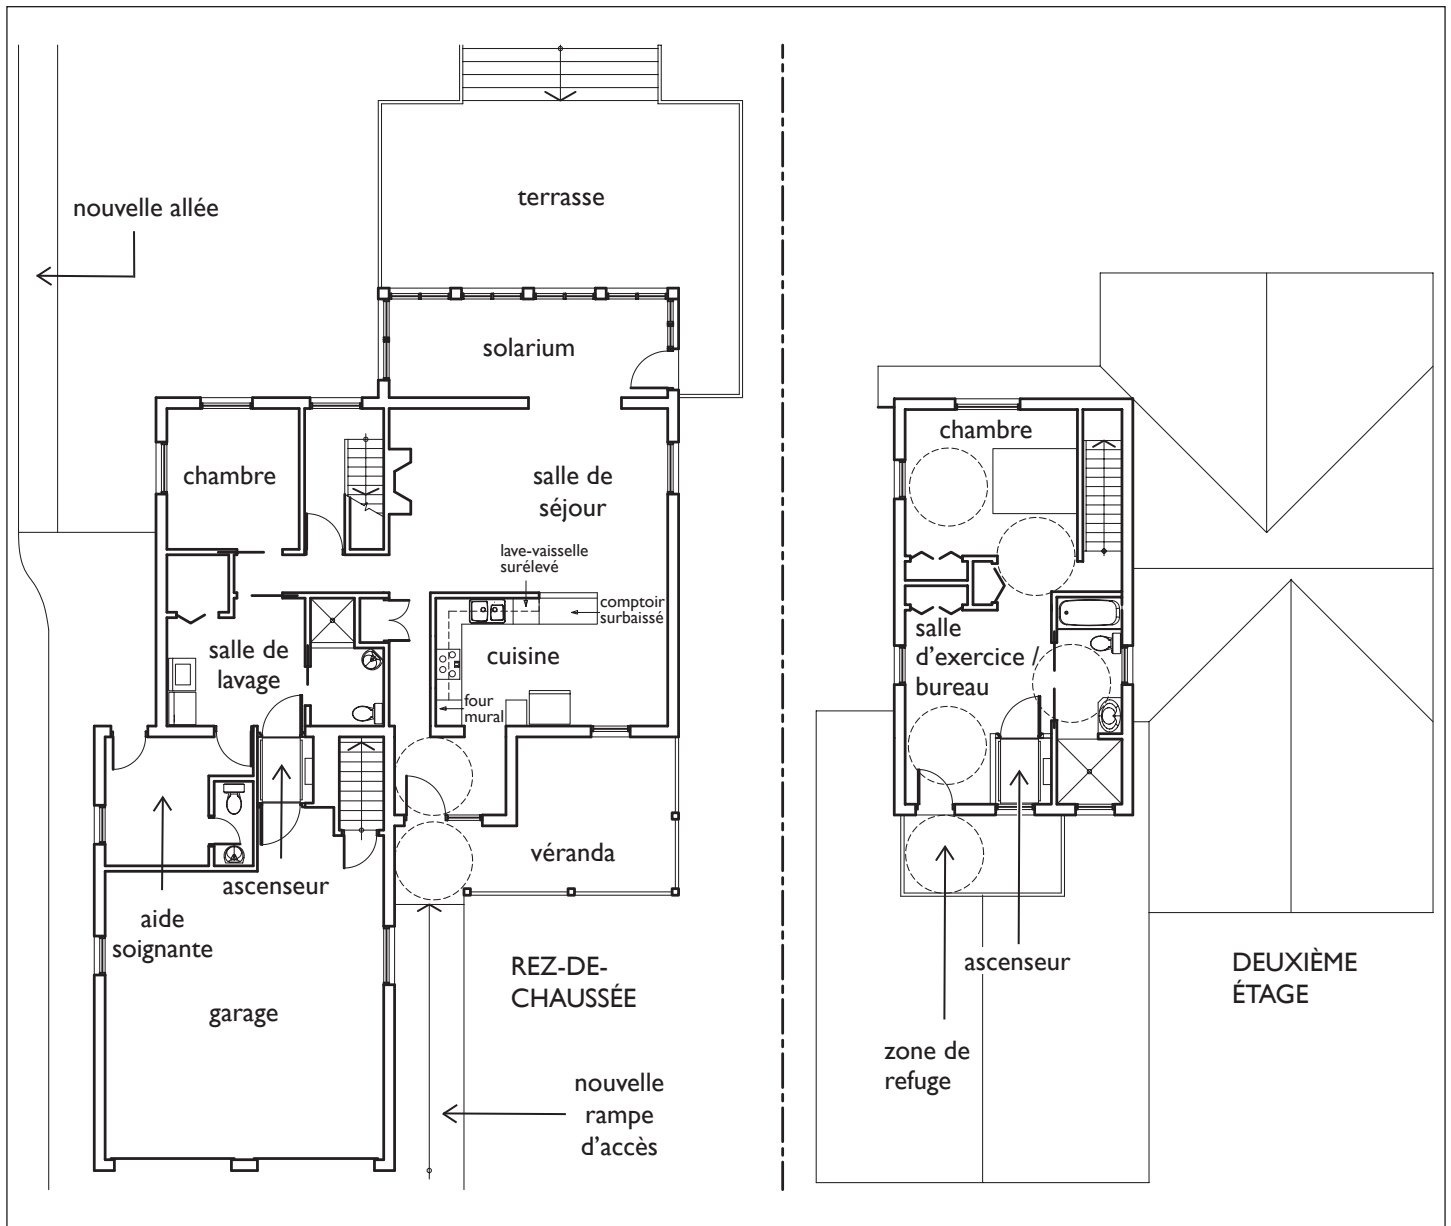 terrasse
nouvelle allée
solarium
chambre
salle de
séjour
lave-vaisselle
surélevé
comptoir
surbaissé
salle de
lavage
cuisine
four
mural
véranda
ascenseur
aide
soignante
garage
REZ-DE-
CHAUSSÉE
nouvelle
rampe
d'accès
chambre
salle
d'exercice /
bureau
ascenseur
zone de
refuge
DEUXIÈME
ÉTAGE